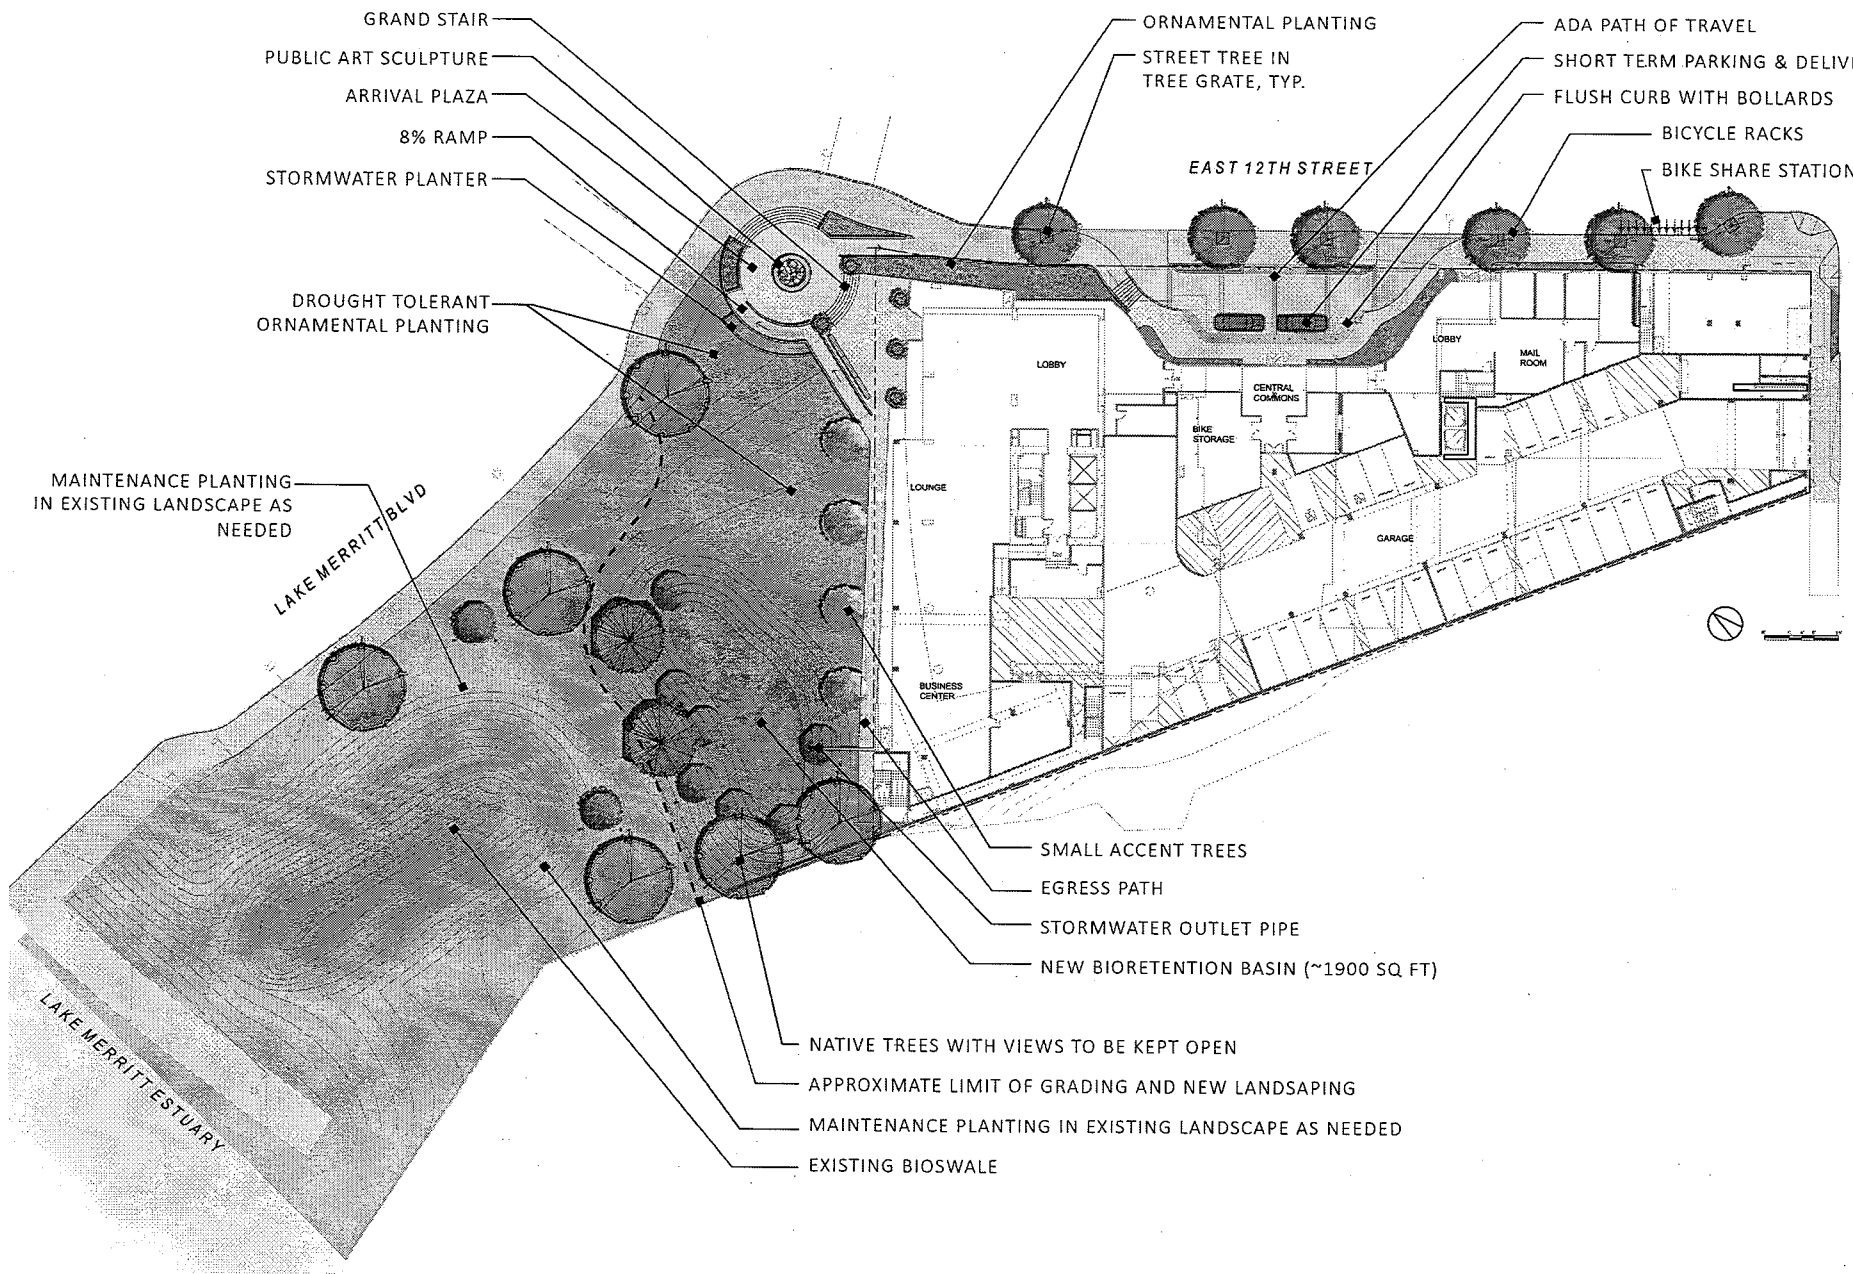 GRAND STAIR
PUBLIC ART SCULPTURE
ARRIVAL PLAZA
8% RAMP
STORMWATER PLANTER
DROUGHT TOLERANT
ORNAMENTAL PLANTING
MAINTENANCE PLANTING
IN EXISTING LANDSCAPE AS
NEEDED
LAKE MERRITT BLVD
LAKE MERRITT ESTUARY
ORNAMENTAL PLANTING
STREET TREE IN
TREE GRATE, TYP.
EAST 12TH STREET
ADA PATH OF TRAVEL
SHORT TERM PARKING & DELIV
FLUSH CURB WITH BOLLARDS
BICYCLE RACKS
BIKE SHARE STATION
LOBBY
LOBBY
MAIL
ROOM
CENTRAL
COMMONS
BIKE
STORAGE
LOUNGE
GARAGE
BUSINESS
CENTER
SMALL ACCENT TREES
EGRESS PATH
STORMWATER OUTLET PIPE
NEW BIORETENTION BASIN (~1900 SQ FT)
NATIVE TREES WITH VIEWS TO BE KEPT OPEN
APPROXIMATE LIMIT OF GRADING AND NEW LANDSAPING
MAINTENANCE PLANTING IN EXISTING LANDSCAPE AS NEEDED
EXISTING BIOSWALE